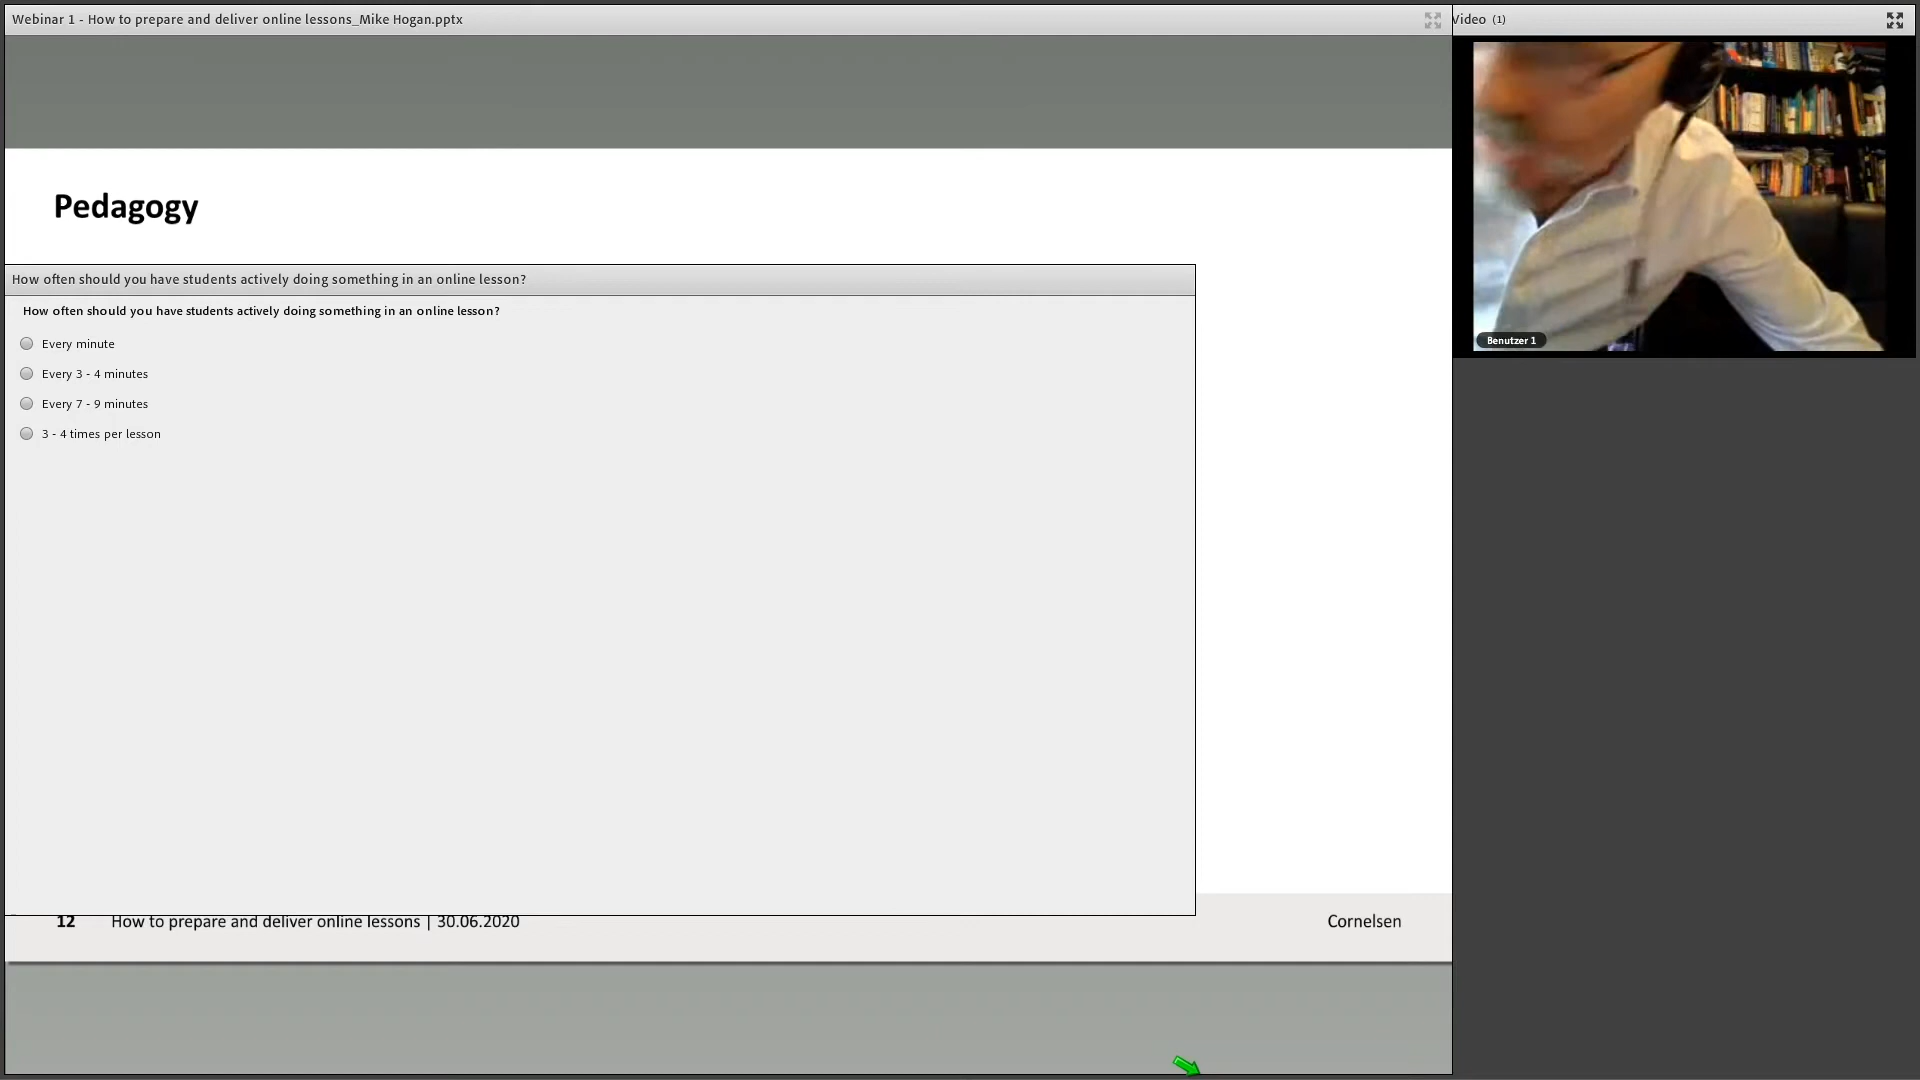 Webinar 1 - How to prepare and deliver online lessons_Mike Hogan.pptx
Video (1)
Pedagogy
How often should you have students actively doing something in an online lesson?
How often should you have students actively doing something in an online lesson?
Every minute
Every 3 - 4 minutes
Every 7 - 9 minutes
3 - 4 times per lesson
Benutzer 1
12 How to prepare and deliver online lessons | 30.06.2020 Cornelsen